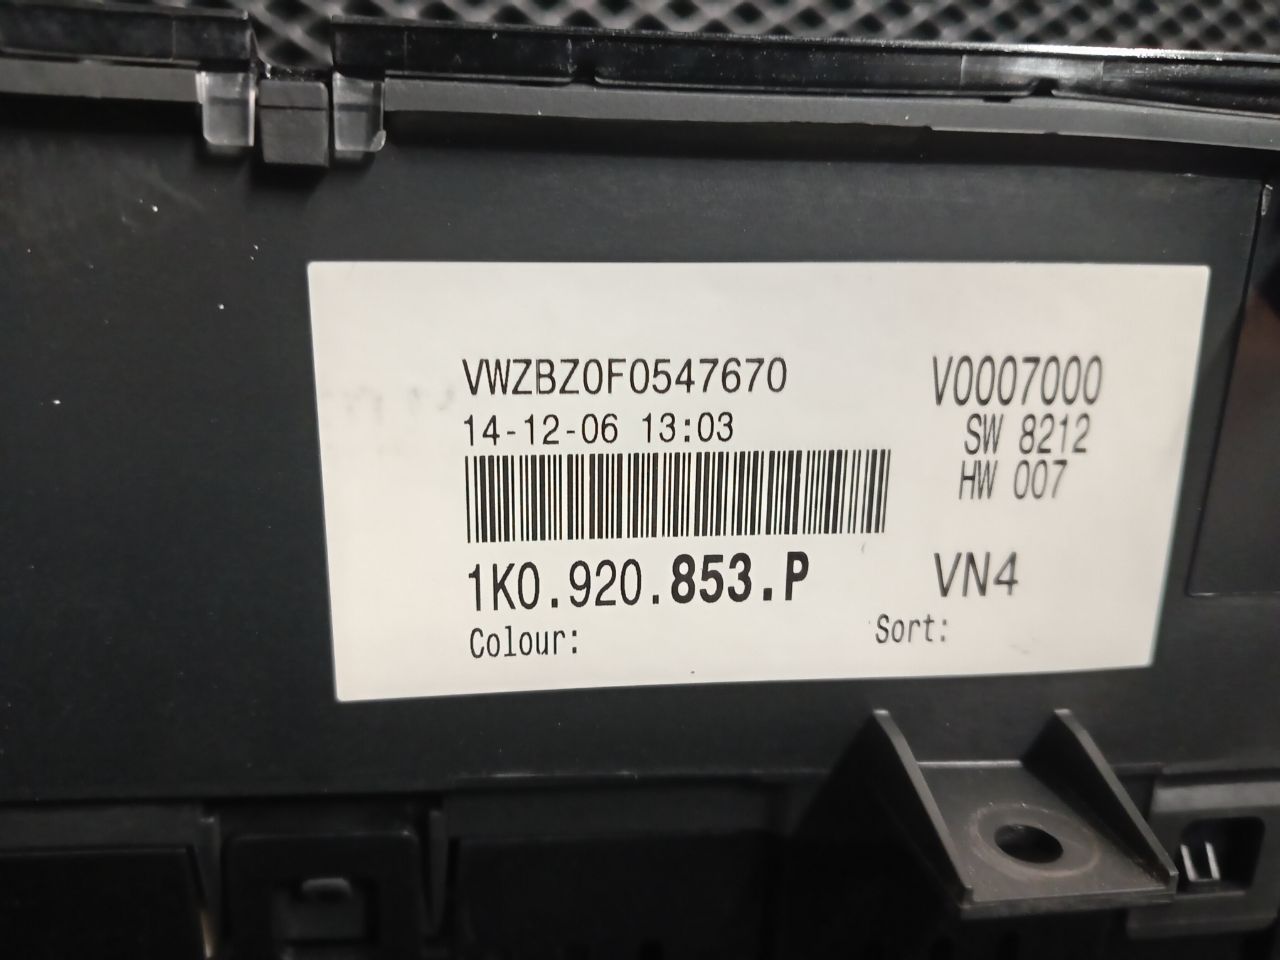 VWZBZ0F0547670
14-12-06 13:03
1K0.920.853.P
Colour:
V0007000
SW 8212
HW 007
VN4
Sort: